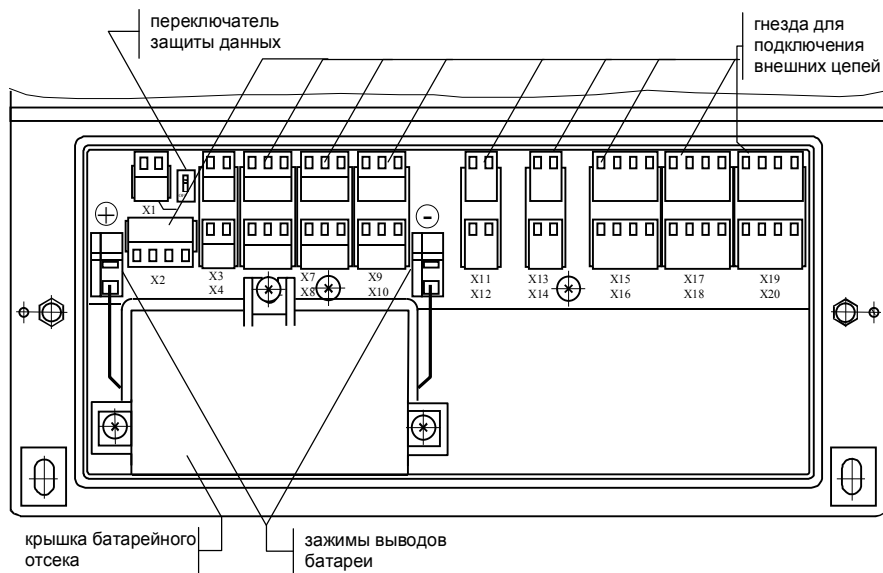 переключатель
защиты данных
гнезда для
подключения
внешних цепей
X1
+
-
X2
X3
X4
X7
X8
X9
X10
X11
X12
X13
X14
X15
X16
X17
X18
X19
X20
крышка батарейного
отсека
зажимы выводов
батареи